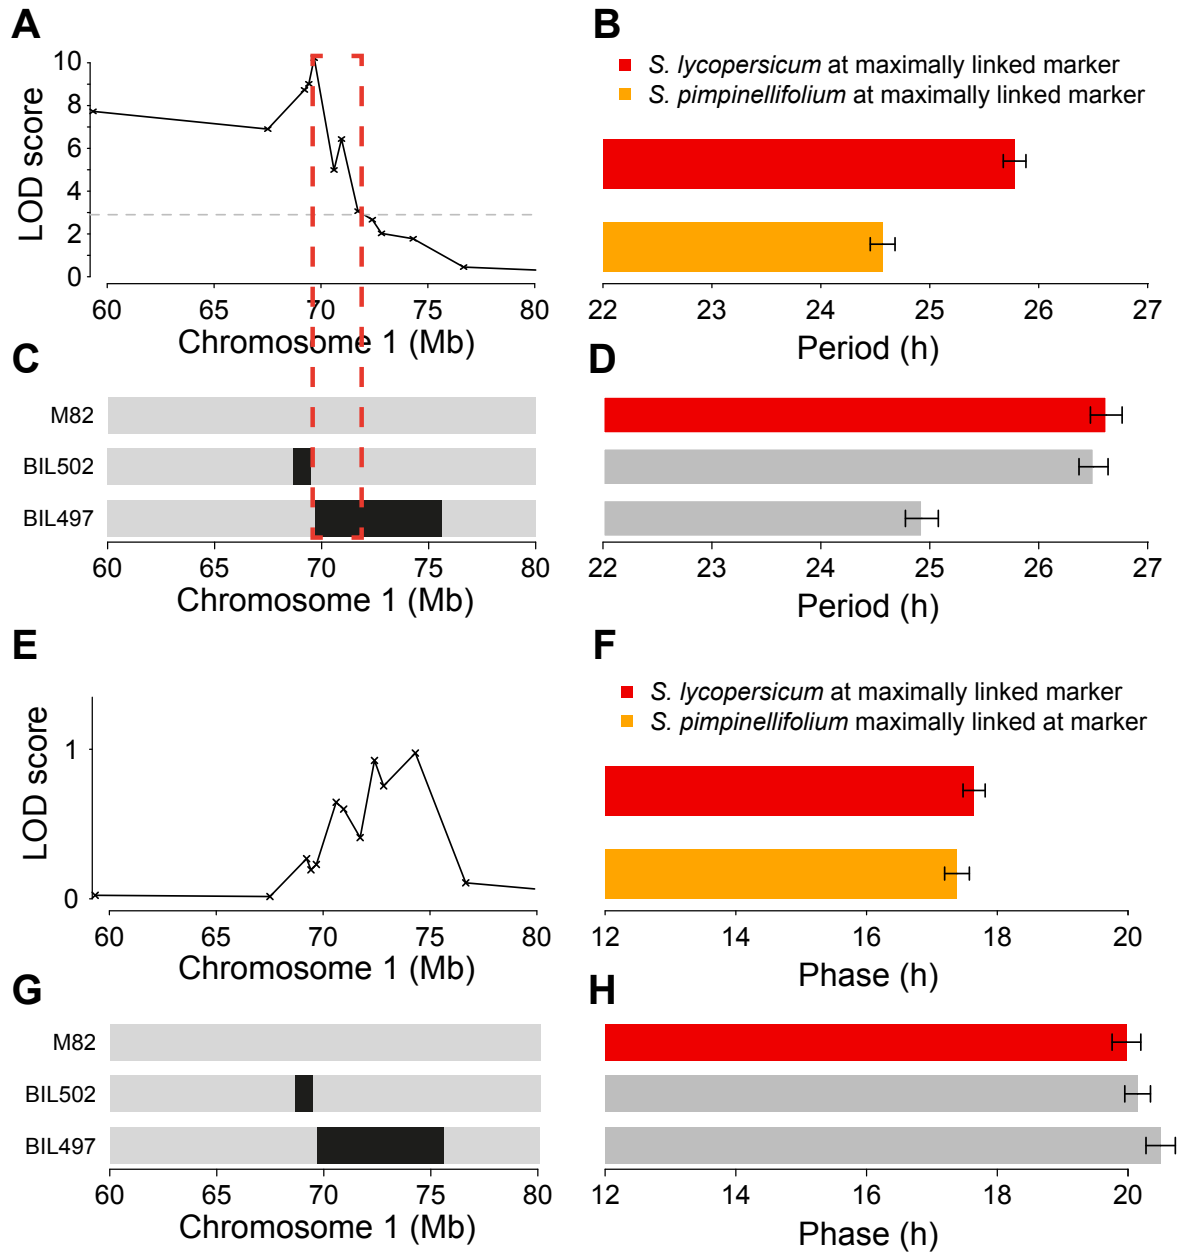 A
10
8
6
4
2
0
LOD score
60 65 70 75 80
Chromosome 1 (Mb)
B
S. lycopersicum at maximally linked marker
S. pimpinellifolium at maximally linked marker
22 23 24 25 26 27
Period (h)
C
M82
BIL502
BIL497
60 65 70 75 80
Chromosome 1 (Mb)
D
22 23 24 25 26 27
Period (h)
E
1
0
LOD score
60 65 70 75 80
Chromosome 1 (Mb)
F
S. lycopersicum at maximally linked marker
S. pimpinellifolium maximally linked at marker
12 14 16 18 20
Phase (h)
G
M82
BIL502
BIL497
60 65 70 75 80
Chromosome 1 (Mb)
H
12 14 16 18 20
Phase (h)